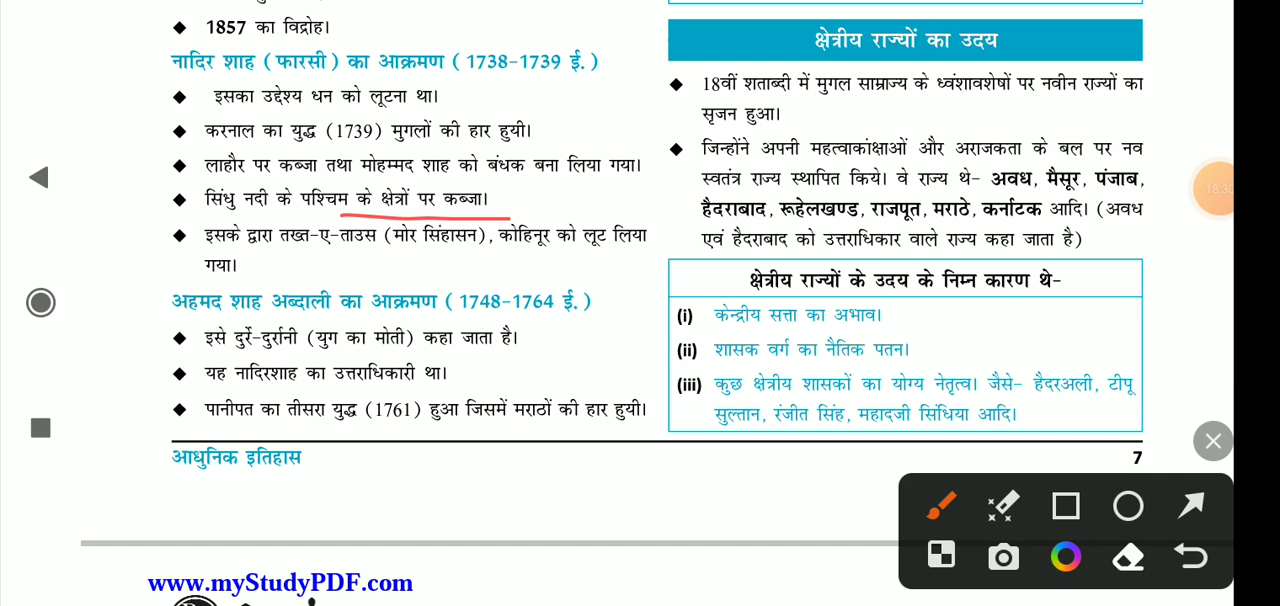 1857 का विद्रोह।
नादिर शाह (फारसी) का आक्रमण (1738-1739 ई.)
इसका उद्देश्य धन को लूटना था।
करनाल का युद्ध (1739) मुगलों की हार हुयी।
लाहौर पर कब्जा तथा मोहम्मद शाह को बंधक बना लिया गया।
सिंधु नदी के पश्चिम के क्षेत्रों पर कब्जा।
इसके द्वारा तख्त-ए-ताउस (मोर सिंहासन), कोहिनूर को लूट लिया
गया।
अहमद शाह अब्दाली का आक्रमण (1748-1764 ई.)
इसे दुर्रे-दुर्रानी (युग का मोती) कहा जाता है।
यह नादिरशाह का उत्तराधिकारी था।
पानीपत का तीसरा युद्ध (1761) हुआ जिसमें मराठों की हार हुयी।
क्षेत्रीय राज्यों का उदय
18वीं शताब्दी में मुगल साम्राज्य के ध्वंशावशेषों पर नवीन राज्यों का
सृजन हुआ।
जिन्होंने अपनी महत्वाकांक्षाओं और अराजकता के बल पर नव
स्वतंत्र राज्य स्थापित किये। वे राज्य थे- अवध, मैसूर, पंजाब,
हैदराबाद, रूहेलखण्ड, राजपूत, मराठे, कर्नाटक आदि। (अवध
एवं हैदराबाद को उत्तराधिकार वाले राज्य कहा जाता है)
क्षेत्रीय राज्यों के उदय के निम्न कारण थे-
(i) केन्द्रीय सत्ता का अभाव।
(ii) शासक वर्ग का नैतिक पतन।
(iii) कुछ क्षेत्रीय शासकों का योग्य नेतृत्व। जैसे- हैदरअली, टीपू
सुल्तान, रंजीत सिंह, महादजी सिंधिया आदि।
आधुनिक इतिहास 7
18:30
www.myStudyPDF.com